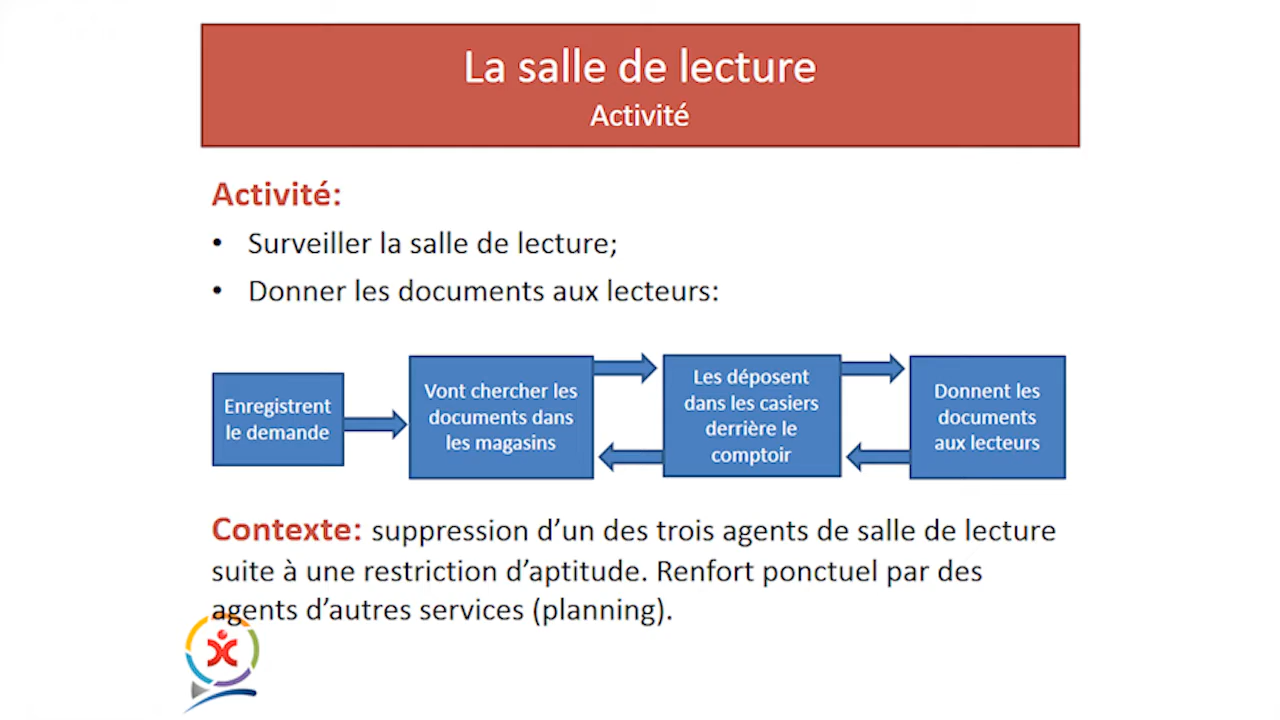 La salle de lecture
Activité
Activité:
• Surveiller la salle de lecture;
• Donner les documents aux lecteurs:
Enregistrent
le demande
Vont chercher les
documents dans
les magasins
Les déposent
dans les casiers
derrière le
comptoir
Donnent les
documents
aux lecteurs
Contexte: suppression d’un des trois agents de salle de lecture
suite à une restriction d’aptitude. Renfort ponctuel par des
agents d’autres services (planning).